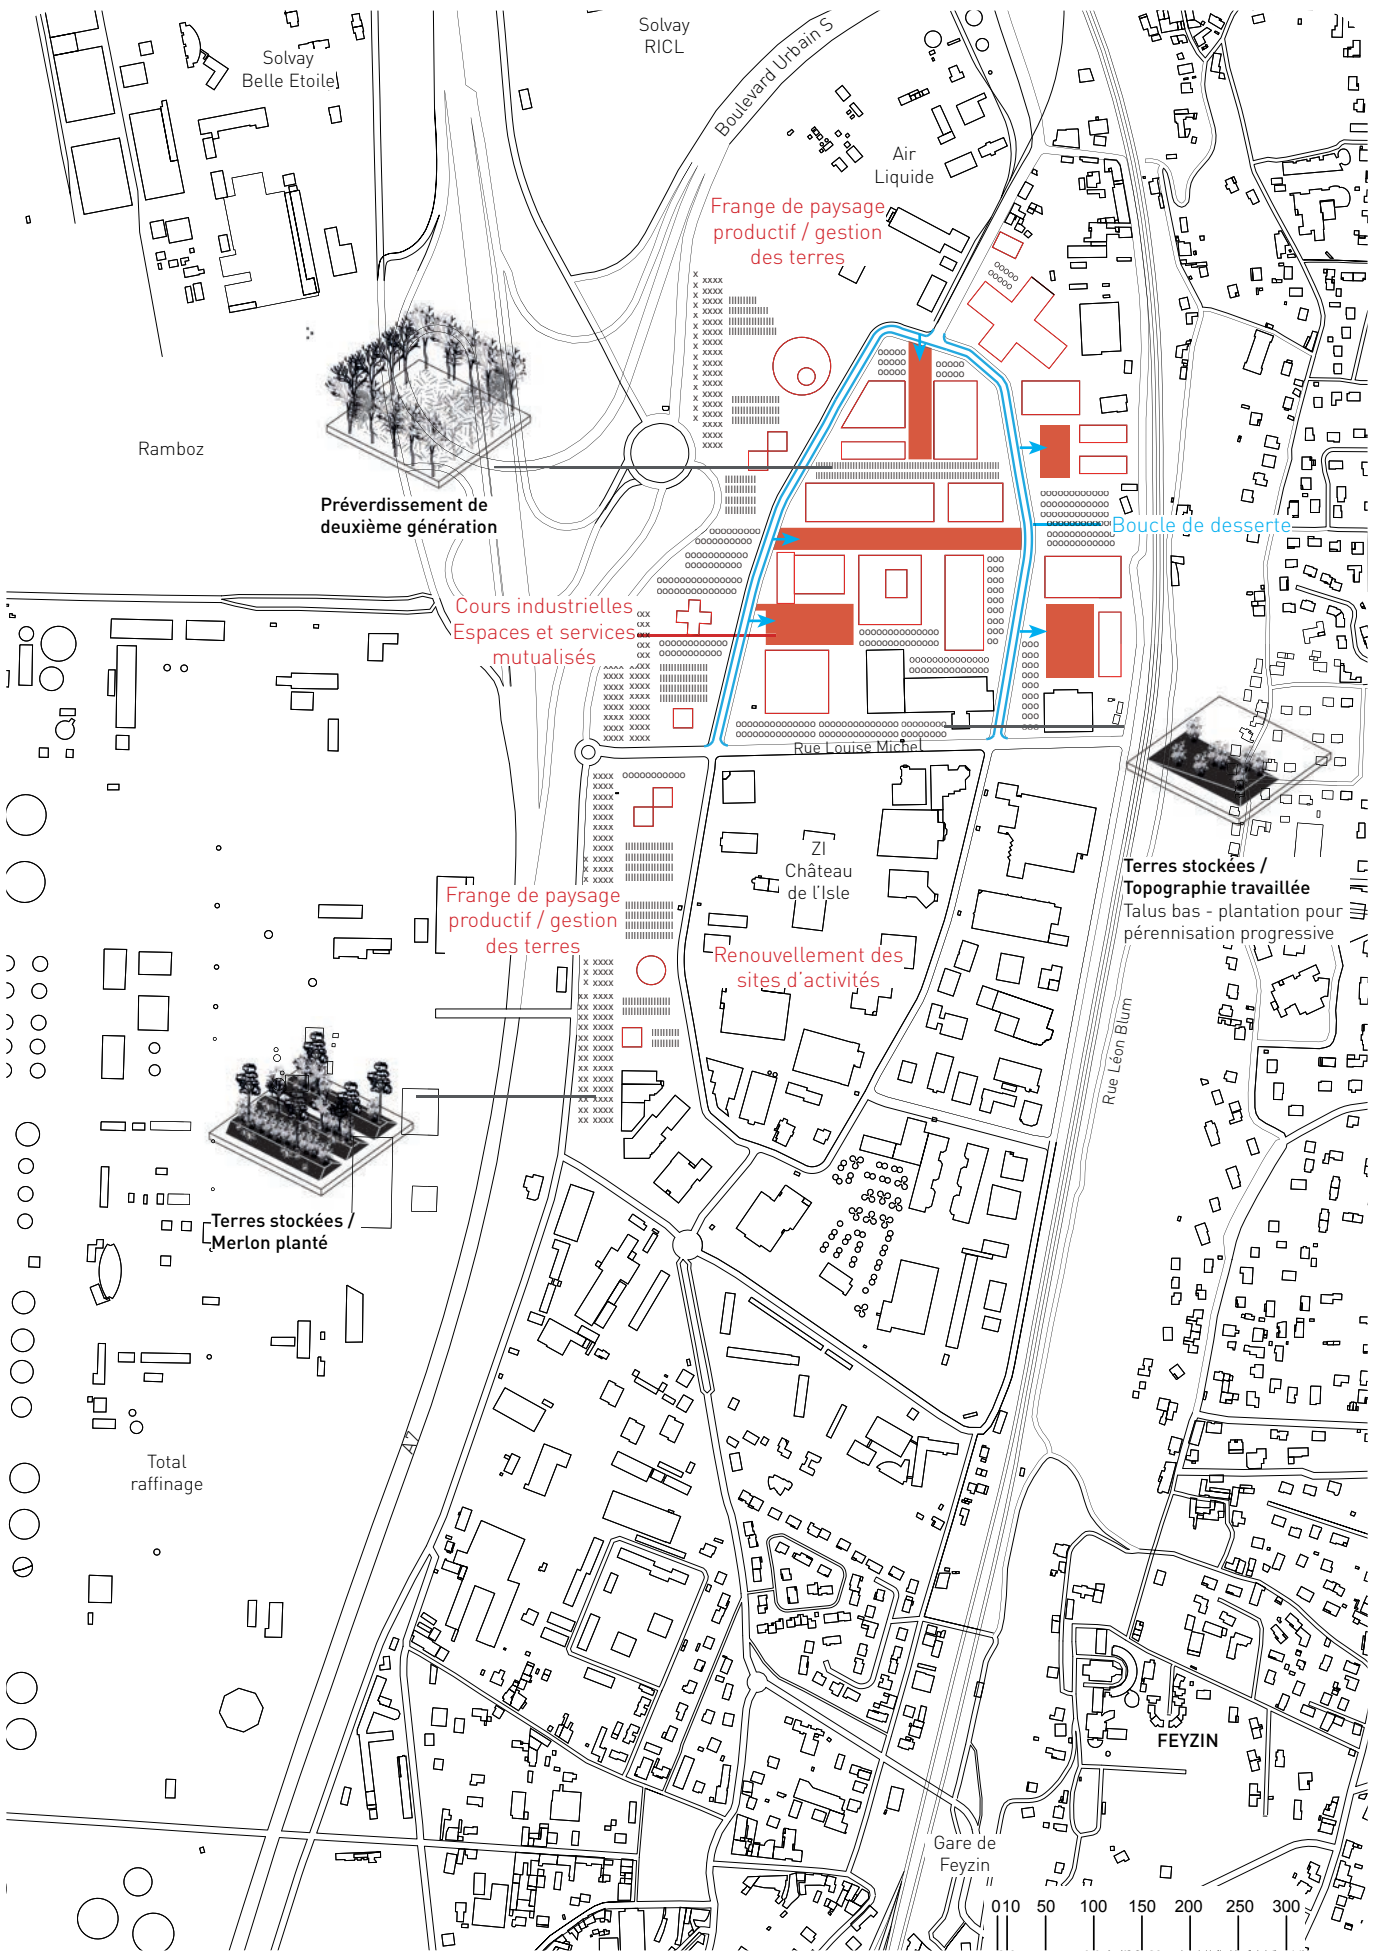 Solvay
RICL
Solvay
Belle Etoile
Boulevard Urbain S
Air
Liquide
Frange de paysage
productif / gestion
des terres
Ramboz
Préverdissement de
deuxième génération
Boucle de desserte
Cours industrielles
Espaces et services
mutualisés
Rue Louise Michel
ZI
Château
de l'Isle
Terres stockées /
Topographie travaillée
Talus bas - plantation pour
pérennisation progressive
Frange de paysage
productif / gestion
des terres
Renouvellement des
sites d'activités
Rue Léon Blum
Terres stockées /
Merlon planté
A7
Total
raffinage
FEYZIN
Gare de
Feyzin
0 10 50 100 150 200 250 300